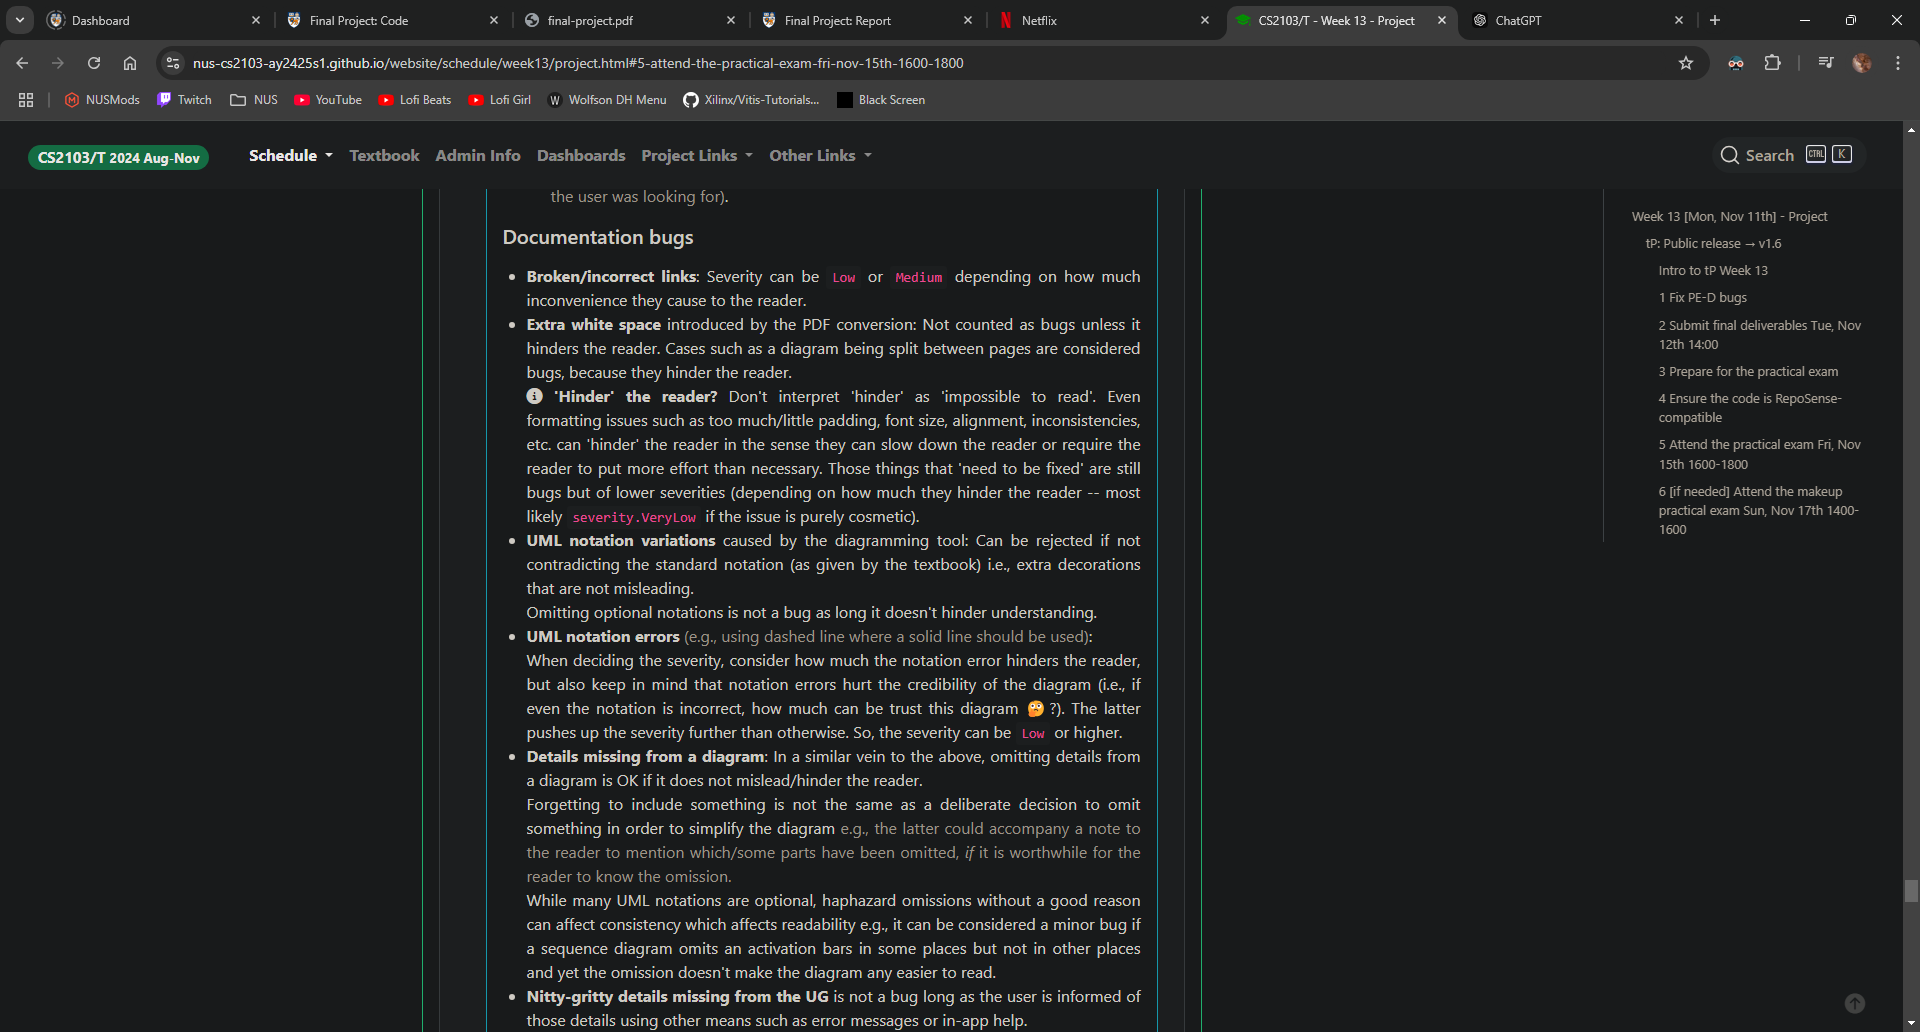 Dashboard
Final Project: Code
final-project.pdf
Final Project: Report
Netflix
CS2103/T - Week 13 - Project
ChatGPT
nus-cs2103-ay2425s1.github.io/website/schedule/week13/project.html#5-attend-the-practical-exam-fri-nov-15th-1600-1800
NUSMods
Twitch
NUS
YouTube
Lofi Beats
Lofi Girl
W Wolfson DH Menu
Xilinx/Vitis-Tutorials...
Black Screen
CS2103/T 2024 Aug-Nov
Schedule
Textbook
Admin Info
Dashboards
Project Links
Other Links
Search CTRL K
the user was looking for).
Documentation bugs
• Broken/incorrect links: Severity can be Low or Medium depending on how much
inconvenience they cause to the reader.
• Extra white space introduced by the PDF conversion: Not counted as bugs unless it
hinders the reader. Cases such as a diagram being split between pages are considered
bugs, because they hinder the reader.
'Hinder' the reader? Don't interpret 'hinder' as 'impossible to read'. Even
formatting issues such as too much/little padding, font size, alignment, inconsistencies,
etc. can 'hinder' the reader in the sense they can slow down the reader or require the
reader to put more effort than necessary. Those things that 'need to be fixed' are still
bugs but of lower severities (depending on how much they hinder the reader -- most
likely severity.VeryLow if the issue is purely cosmetic).
• UML notation variations caused by the diagramming tool: Can be rejected if not
contradicting the standard notation (as given by the textbook) i.e., extra decorations
that are not misleading.
Omitting optional notations is not a bug as long it doesn't hinder understanding.
• UML notation errors (e.g., using dashed line where a solid line should be used):
When deciding the severity, consider how much the notation error hinders the reader,
but also keep in mind that notation errors hurt the credibility of the diagram (i.e., if
even the notation is incorrect, how much can be trust this diagram 🤔 ?). The latter
pushes up the severity further than otherwise. So, the severity can be Low or higher.
• Details missing from a diagram: In a similar vein to the above, omitting details from
a diagram is OK if it does not mislead/hinder the reader.
Forgetting to include something is not the same as a deliberate decision to omit
something in order to simplify the diagram e.g., the latter could accompany a note to
the reader to mention which/some parts have been omitted, if it is worthwhile for the
reader to know the omission.
While many UML notations are optional, haphazard omissions without a good reason
can affect consistency which affects readability e.g., it can be considered a minor bug if
a sequence diagram omits an activation bars in some places but not in other places
and yet the omission doesn't make the diagram any easier to read.
• Nitty-gritty details missing from the UG is not a bug long as the user is informed of
those details using other means such as error messages or in-app help.
Week 13 [Mon, Nov 11th] - Project
tP: Public release → v1.6
Intro to tP Week 13
1 Fix PE-D bugs
2 Submit final deliverables Tue, Nov
12th 14:00
3 Prepare for the practical exam
4 Ensure the code is RepoSense-
compatible
5 Attend the practical exam Fri, Nov
15th 1600-1800
6 [if needed] Attend the makeup
practical exam Sun, Nov 17th 1400-
1600